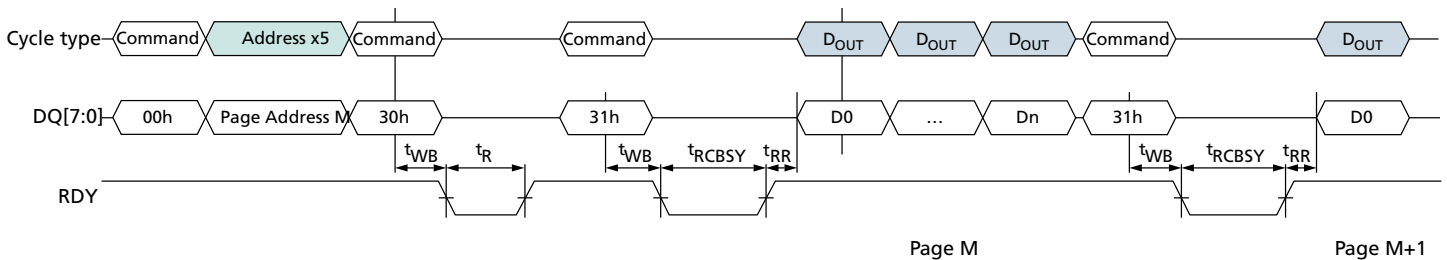 Cycle type Command Address x5 Command Command DOUT DOUT DOUT Command DOUT
DQ[7:0] 00h Page Address M 30h 31h D0 … Dn 31h D0
tWB tR tWB tRCBSY tRR tWB tRCBSY tRR
RDY
Page M Page M+1